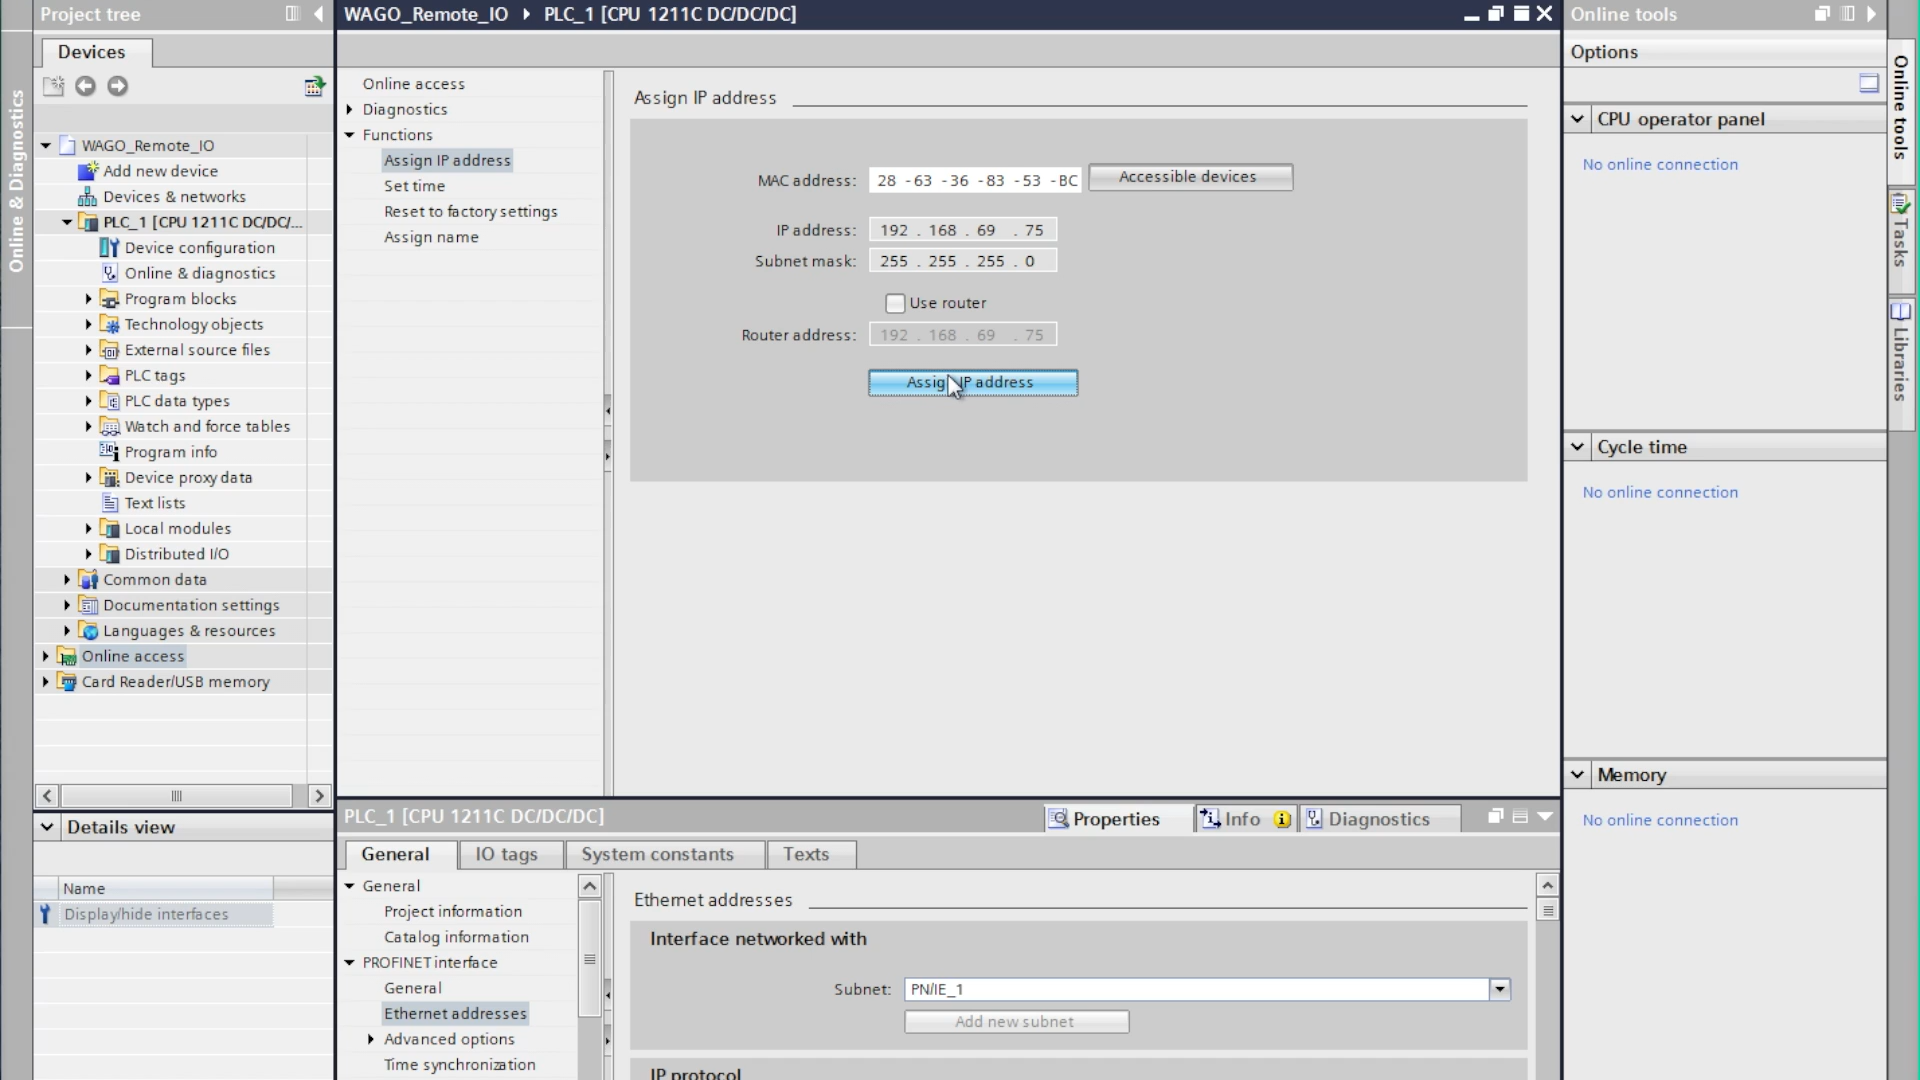 Project tree
WAGO_Remote_IO ▸ PLC_1 [CPU 1211C DC/DC/DC]
Online tools
Devices
Options
Online & Diagnostics
WAGO_Remote_IO
Add new device
Devices & networks
PLC_1 [CPU 1211C DC/DC/...
Device configuration
Online & diagnostics
Program blocks
Technology objects
External source files
PLC tags
PLC data types
Watch and force tables
Program info
Device proxy data
Text lists
Local modules
Distributed I/O
Common data
Documentation settings
Languages & resources
Online access
Card Reader/USB memory
Details view
Name
Display/hide interfaces
Online access
Diagnostics
Functions
Assign IP address
Set time
Reset to factory settings
Assign name
Assign IP address
MAC address: 28 -63 -36 -83 -53 -BC
Accessible devices
IP address: 192 . 168 . 69 . 75
Subnet mask: 255 . 255 . 255 . 0
Use router
Router address: 192 . 168 . 69 . 75
Assign IP address
PLC_1 [CPU 1211C DC/DC/DC]
Properties
Info
Diagnostics
General
IO tags
System constants
Texts
General
Project information
Catalog information
PROFINET interface
General
Ethernet addresses
Advanced options
Time synchronization
Ethernet addresses
Interface networked with
Subnet: PN/IE_1
Add new subnet
IP protocol
CPU operator panel
No online connection
Cycle time
No online connection
Memory
No online connection
Online tools
Tasks
Libraries